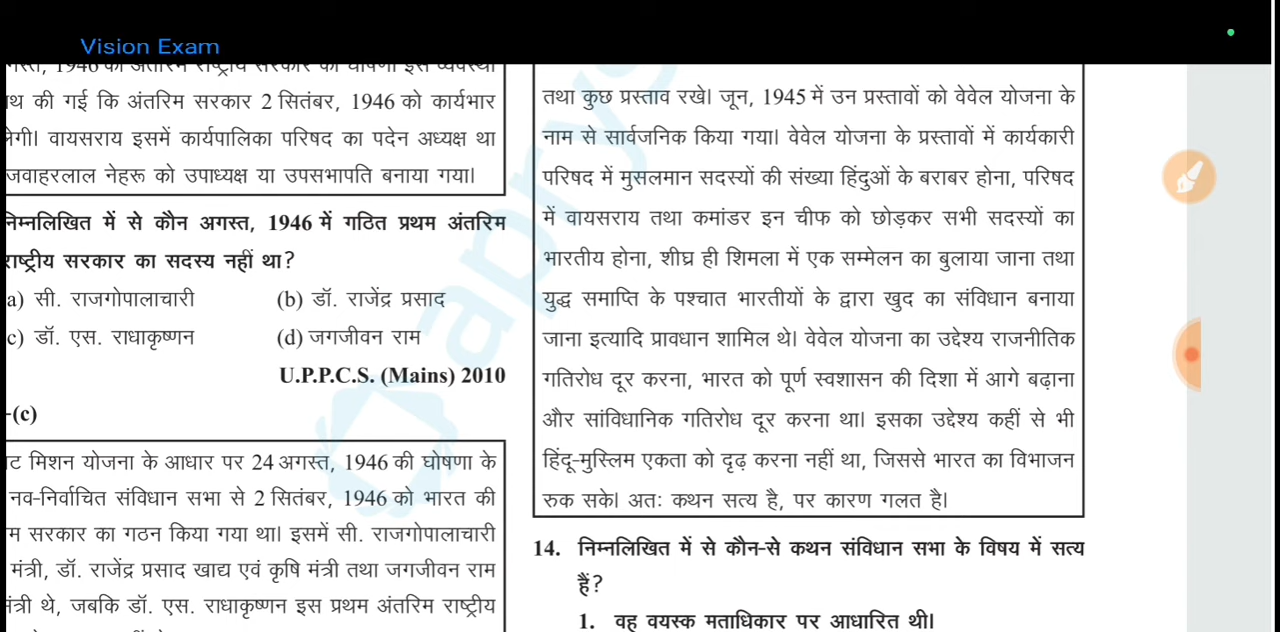 Vision Exam
1946 को अंतरिम राष्ट्रीय सरकार की घोषणा इस व्यवस्था
की गई कि अंतरिम सरकार 2 सितंबर, 1946 को कार्यभार
वायसराय इसमें कार्यपालिका परिषद का पदेन अध्यक्ष था
जवाहरलाल नेहरू को उपाध्यक्ष या उपसभापति बनाया गया।
निम्नलिखित में से कौन अगस्त, 1946 में गठित प्रथम अंतरिम
राष्ट्रीय सरकार का सदस्य नहीं था?
a) सी. राजगोपालाचारी (b) डॉ. राजेंद्र प्रसाद
c) डॉ. एस. राधाकृष्णन (d) जगजीवन राम
U.P.P.C.S. (Mains) 2010
-(c)
मिशन योजना के आधार पर 24 अगस्त, 1946 की घोषणा के
नव-निर्वाचित संविधान सभा से 2 सितंबर, 1946 को भारत की
सरकार का गठन किया गया था। इसमें सी. राजगोपालाचारी
मंत्री, डॉ. राजेंद्र प्रसाद खाद्य एवं कृषि मंत्री तथा जगजीवन राम
मंत्री थे, जबकि डॉ. एस. राधाकृष्णन इस प्रथम अंतरिम राष्ट्रीय
तथा कुछ प्रस्ताव रखे। जून, 1945 में उन प्रस्तावों को वेवेल योजना के
नाम से सार्वजनिक किया गया। वेवेल योजना के प्रस्तावों में कार्यकारी
परिषद में मुसलमान सदस्यों की संख्या हिंदुओं के बराबर होना, परिषद
में वायसराय तथा कमांडर इन चीफ को छोड़कर सभी सदस्यों का
भारतीय होना, शीघ्र ही शिमला में एक सम्मेलन का बुलाया जाना तथा
युद्ध समाप्ति के पश्चात भारतीयों के द्वारा खुद का संविधान बनाया
जाना इत्यादि प्रावधान शामिल थे। वेवेल योजना का उद्देश्य राजनीतिक
गतिरोध दूर करना, भारत को पूर्ण स्वशासन की दिशा में आगे बढ़ाना
और सांविधानिक गतिरोध दूर करना था। इसका उद्देश्य कहीं से भी
हिंदू-मुस्लिम एकता को दृढ़ करना नहीं था, जिससे भारत का विभाजन
रुक सके। अतः कथन सत्य है, पर कारण गलत है।
14. निम्नलिखित में से कौन-से कथन संविधान सभा के विषय में सत्य
हैं?
1. वह वयस्क मताधिकार पर आधारित थी।